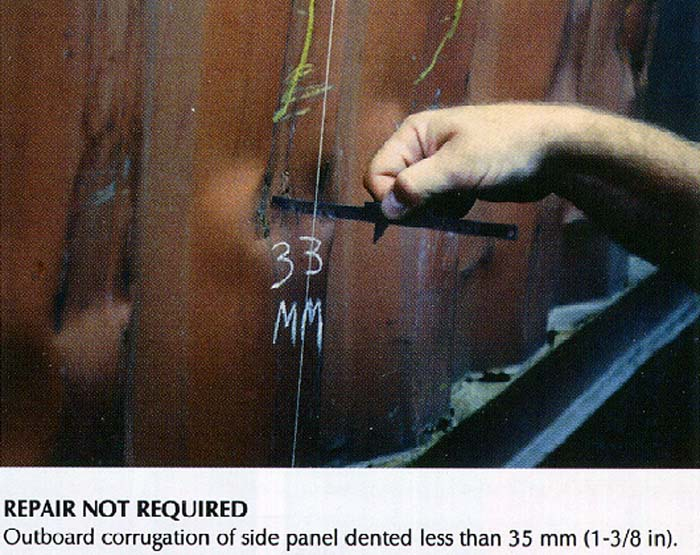 33
MM
REPAIR NOT REQUIRED
Outboard corrugation of side panel dented less than 35 mm (1-3/8 in).